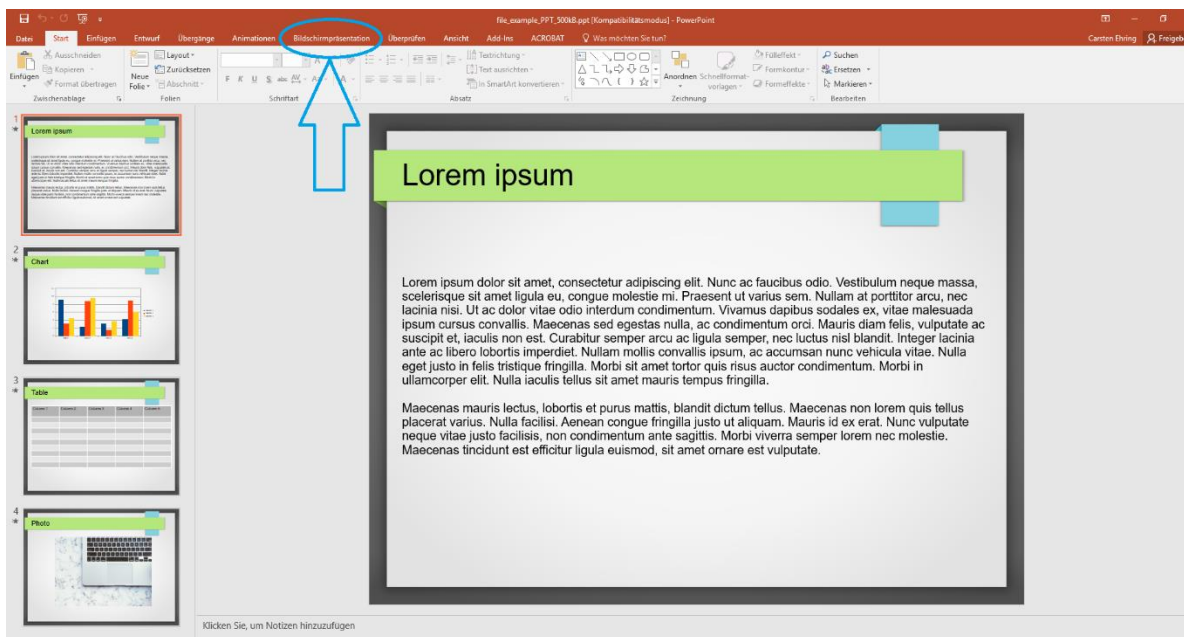 file_example_PPT_500kB.ppt [Kompatibilitätsmodus] - PowerPoint
Datei Start Einfügen Entwurf Übergänge Animationen Bildschirmpräsentation Überprüfen Ansicht Add-Ins ACROBAT Was möchten Sie tun? Carsten Ehring Freigebe
Einfügen
Ausschneiden
Kopieren
Format übertragen
Zwischenablage
Neue Folie
Layout
Zurücksetzen
Abschnitt
Folien
F K U S abc AV
Schriftart
Textrichtung
Text ausrichten
In SmartArt konvertieren
Absatz
Anordnen
Schnellformat-
vorlagen
Fülleffekt
Formkontur
Formeffekte
Zeichnung
Suchen
Ersetzen
Markieren
Bearbeiten
1
Lorem ipsum
2
Chart
3
Table
4
Photo
Lorem ipsum
Lorem ipsum dolor sit amet, consectetur adipiscing elit. Nunc ac faucibus odio. Vestibulum neque massa,
scelerisque sit amet ligula eu, congue molestie mi. Praesent ut varius sem. Nullam at porttitor arcu, nec
lacinia nisi. Ut ac dolor vitae odio interdum condimentum. Vivamus dapibus sodales ex, vitae malesuada
ipsum cursus convallis. Maecenas sed egestas nulla, ac condimentum orci. Mauris diam felis, vulputate ac
suscipit et, iaculis non est. Curabitur semper arcu ac ligula semper, nec luctus nisl blandit. Integer lacinia
ante ac libero lobortis imperdiet. Nullam mollis convallis ipsum, ac accumsan nunc vehicula vitae. Nulla
eget justo in felis tristique fringilla. Morbi sit amet tortor quis risus auctor condimentum. Morbi in
ullamcorper elit. Nulla iaculis tellus sit amet mauris tempus fringilla.
Maecenas mauris lectus, lobortis et purus mattis, blandit dictum tellus. Maecenas non lorem quis tellus
placerat varius. Nulla facilisi. Aenean congue fringilla justo ut aliquam. Mauris id ex erat. Nunc vulputate
neque vitae justo facilisis, non condimentum ante sagittis. Morbi viverra semper lorem nec molestie.
Maecenas tincidunt est efficitur ligula euismod, sit amet ornare est vulputate.
Klicken Sie, um Notizen hinzuzufügen